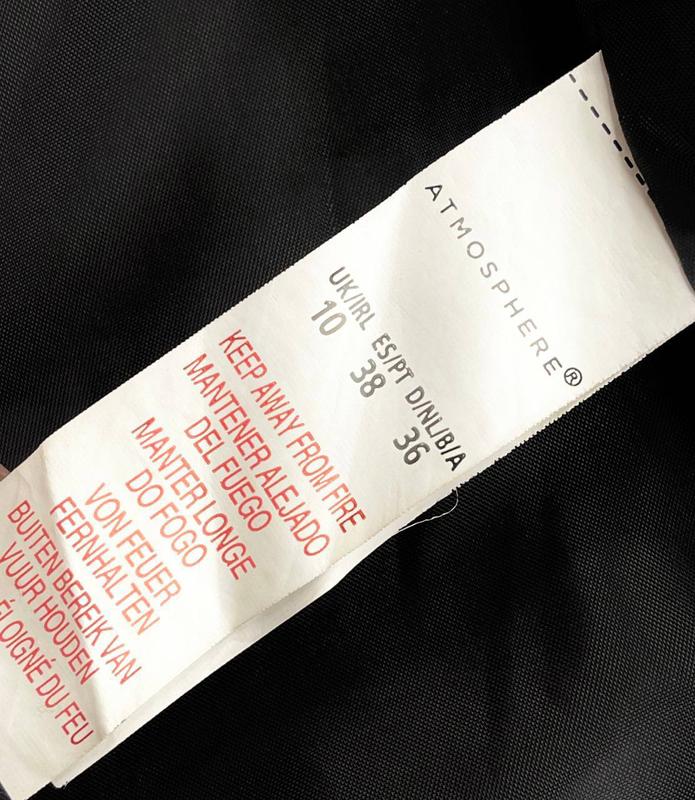 ATMOSPHERE®
UK/IRL ES/PT D/NL/B/A
10 38 36
KEEP AWAY FROM FIRE
MANTENER ALEJADO
DEL FUEGO
MANTER LONGE
DO FOGO
VON FEUER
FERNHALTEN
BUITEN BEREIK VAN
VUUR HOUDEN
ÉLOIGNÉ DU FEU